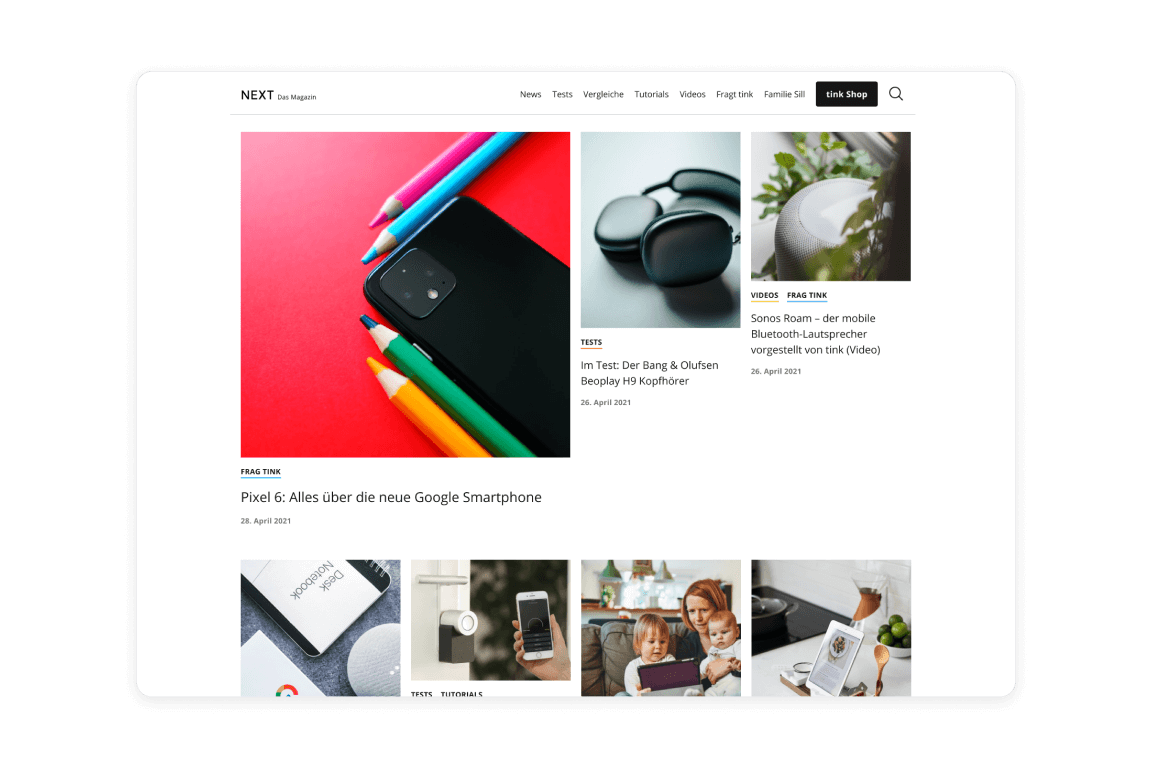 NEXT Das Magazin
News Tests Vergleiche Tutorials Videos Fragt tink Familie Sill tink Shop
FRAG TINK
Pixel 6: Alles über die neue Google Smartphone
28. April 2021
TESTS
Im Test: Der Bang & Olufsen
Beoplay H9 Kopfhörer
26. April 2021
VIDEOS FRAG TINK
Sonos Roam – der mobile
Bluetooth-Lautsprecher
vorgestellt von tink (Video)
26. April 2021
Desk
Notebook
TESTS TUTORIALS